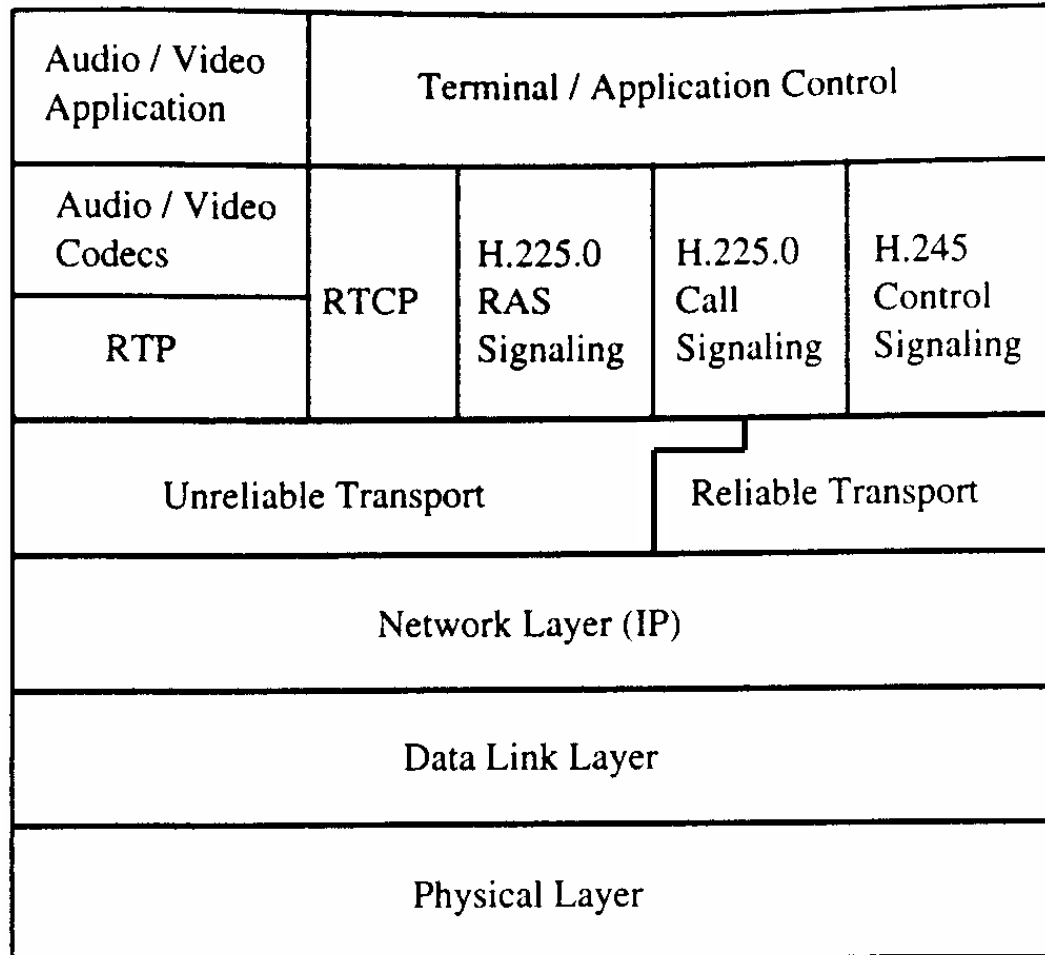 Audio / Video
Application
Terminal / Application Control
Audio / Video
Codecs
RTP
RTCP
H.225.0
RAS
Signaling
H.225.0
Call
Signaling
H.245
Control
Signaling
Unreliable Transport
Reliable Transport
Network Layer (IP)
Data Link Layer
Physical Layer